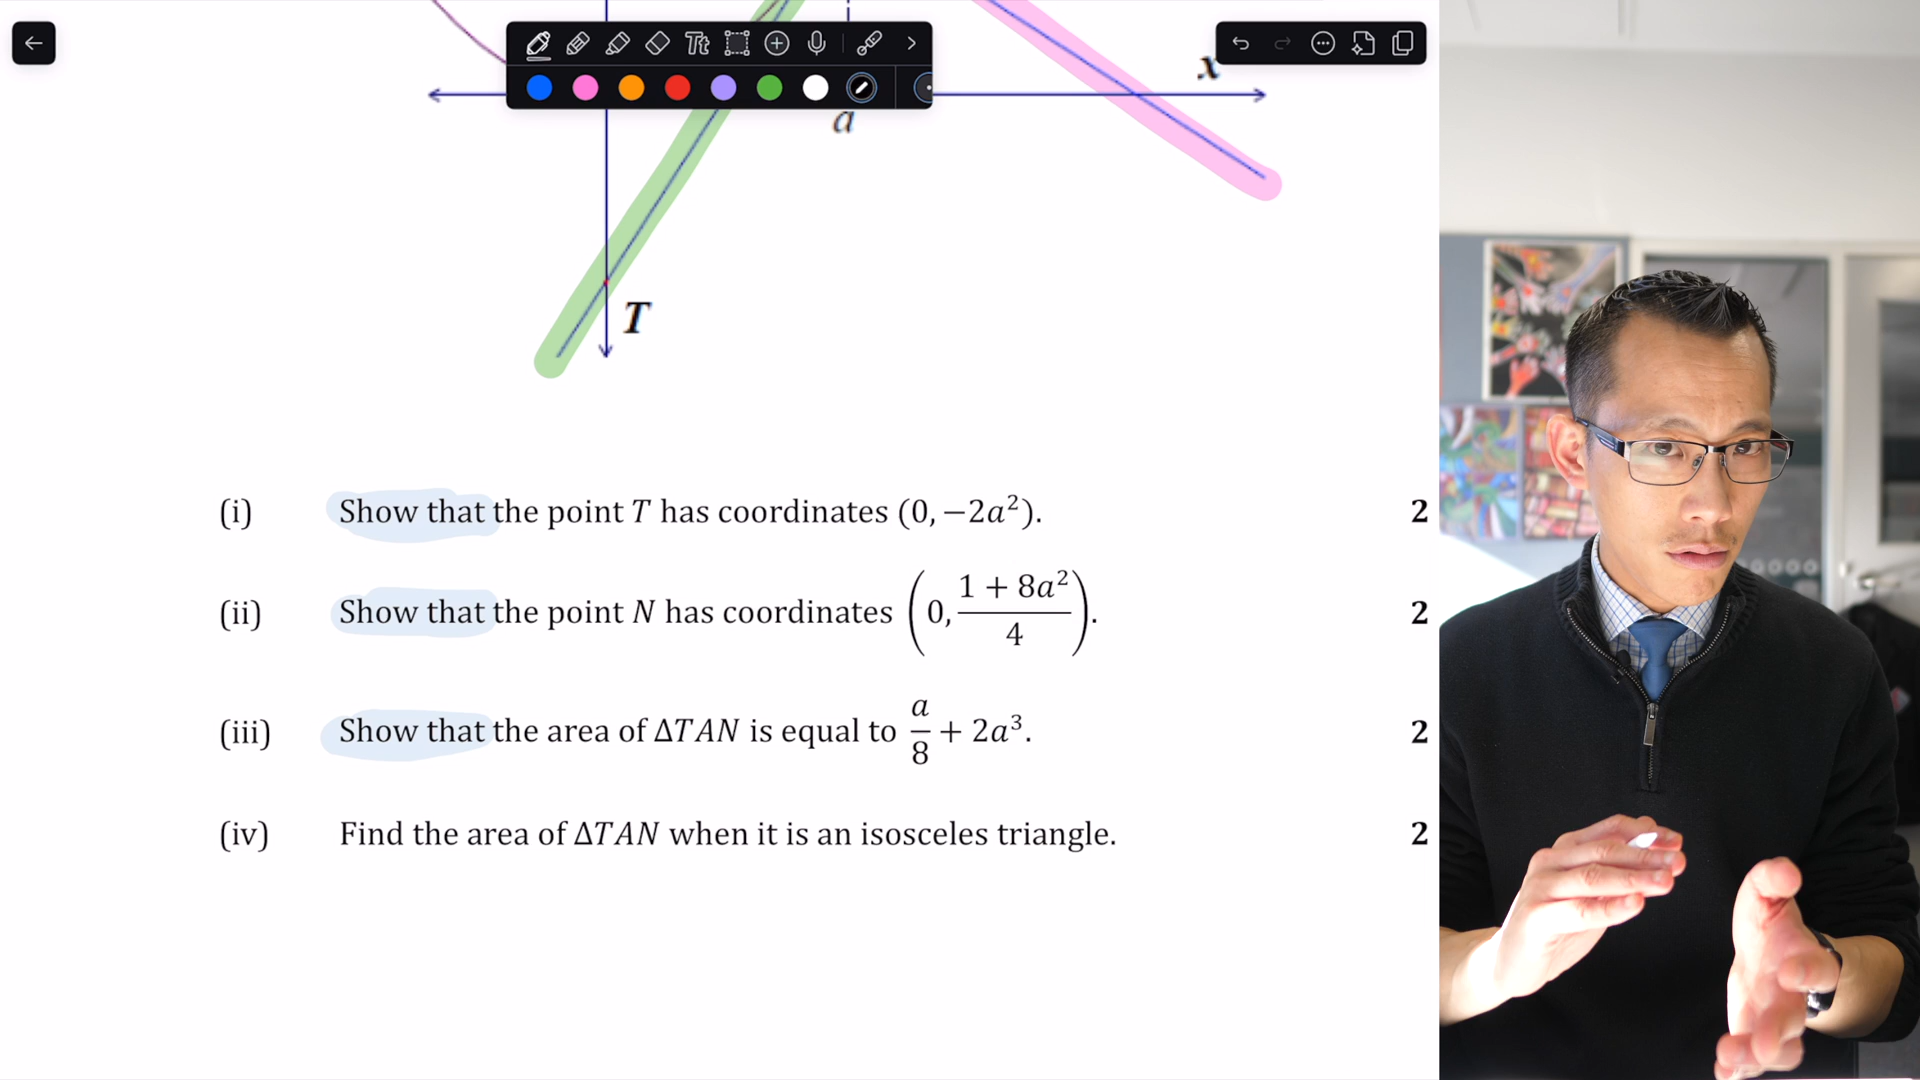 Tt
x
a
T
(i) Show that the point T has coordinates (0, −2a²). 2
(ii) Show that the point N has coordinates (0, (1 + 8a²)/4). 2
(iii) Show that the area of ΔTAN is equal to a/8 + 2a³. 2
(iv) Find the area of ΔTAN when it is an isosceles triangle. 2